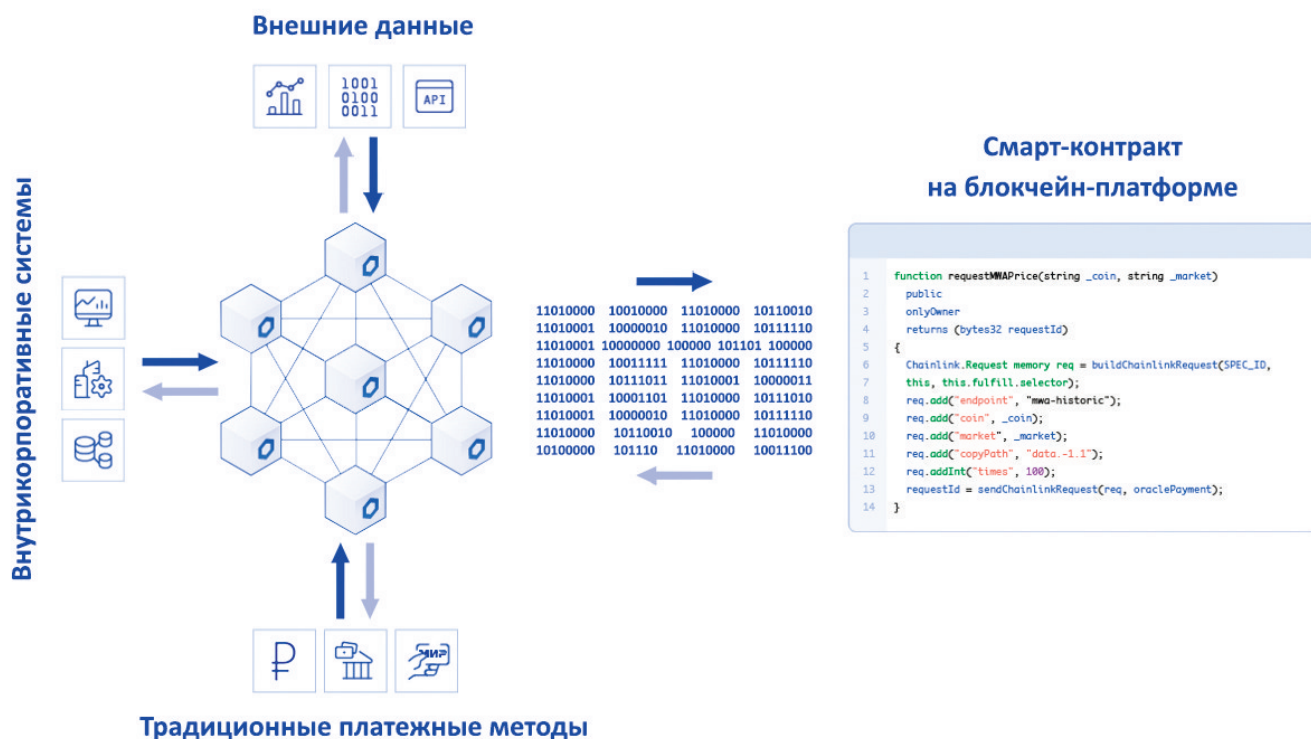 Внешние данные
1001
0100
0011
API
Внутрикорпоративные системы
Смарт-контракт
на блокчейн-платформе
11010000 10010000 11010000 10110010
11010001 10000010 11010000 10111110
11010001 10000000 100000 101101 100000
11010000 10011111 11010000 10111110
11010000 10111011 11010001 10000011
11010000 10001101 11010000 10111010
11010001 10000010 11010000 10111110
11010000 10110010 100000 11010000
10100000 101110 11010000 10011100
1 function requestMWAPrice(string _coin, string _market)
2 public
3 onlyOwner
4 returns (bytes32 requestId)
5 {
6 Chainlink.Request memory req = buildChainlinkRequest(SPEC_ID,
7 this, this.fulfill.selector);
8 req.add("endpoint", "mwa-historic");
9 req.add("coin", _coin);
10 req.add("market", _market);
11 req.add("copyPath", "data.-1.1");
12 req.addInt("times", 100);
13 requestId = sendChainlinkRequest(req, oraclePayment);
14 }
₽
МИР
Традиционные платежные методы